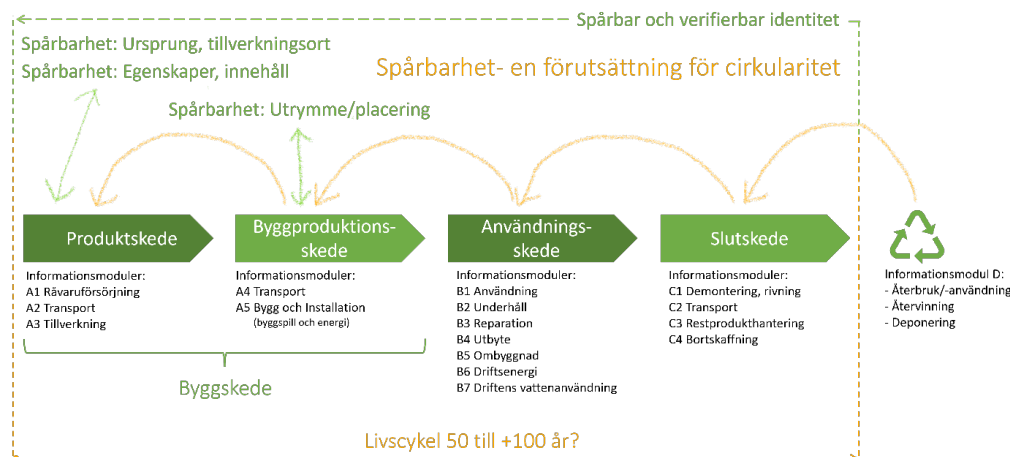 Spårbar och verifierbar identitet
Spårbarhet: Ursprung, tillverkningsort
Spårbarhet: Egenskaper, innehåll
Spårbarhet- en förutsättning för cirkularitet
Spårbarhet: Utrymme/placering
Produktskede
Informationsmoduler:
A1 Råvaruförsörjning
A2 Transport
A3 Tillverkning
Byggproduktions-
skede
Informationsmoduler:
A4 Transport
A5 Bygg och Installation
(byggspill och energi)
Byggskede
Användnings-
skede
Informationsmoduler:
B1 Användning
B2 Underhåll
B3 Reparation
B4 Utbyte
B5 Ombyggnad
B6 Driftsenergi
B7 Driftens vattenanvändning
Slutskede
Informationsmoduler:
C1 Demontering, rivning
C2 Transport
C3 Restprodukthantering
C4 Bortskaffning
Informationsmodul D:
- Återbruk/-användning
- Återvinning
- Deponering
Livscykel 50 till +100 år?